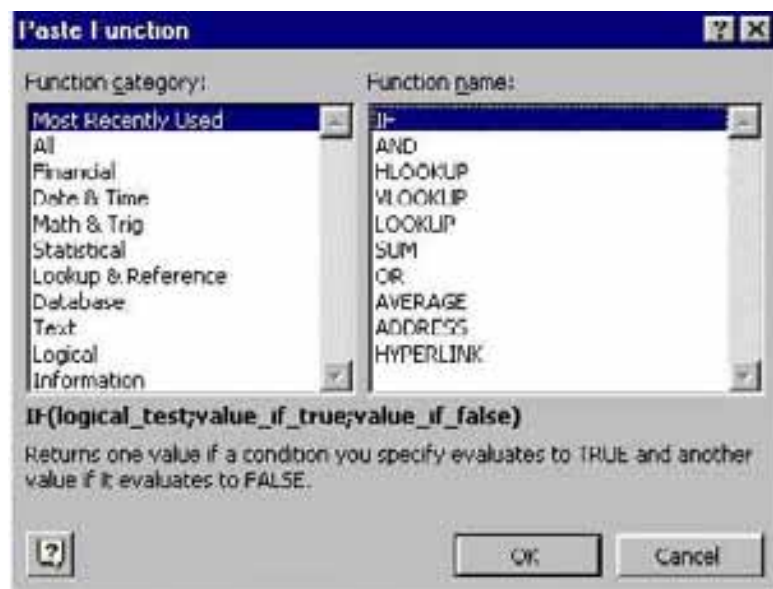 Paste Function
Function category:
Most Recently Used
All
Financial
Date & Time
Math & Trig
Statistical
Lookup & Reference
Database
Text
Logical
Information
Function name:
IF
AND
HLOOKUP
VLOOKUP
LOOKUP
SUM
OR
AVERAGE
ADDRESS
HYPERLINK
IF(logical_test;value_if_true;value_if_false)
Returns one value if a condition you specify evaluates to TRUE and another
value if it evaluates to FALSE.
OK
Cancel